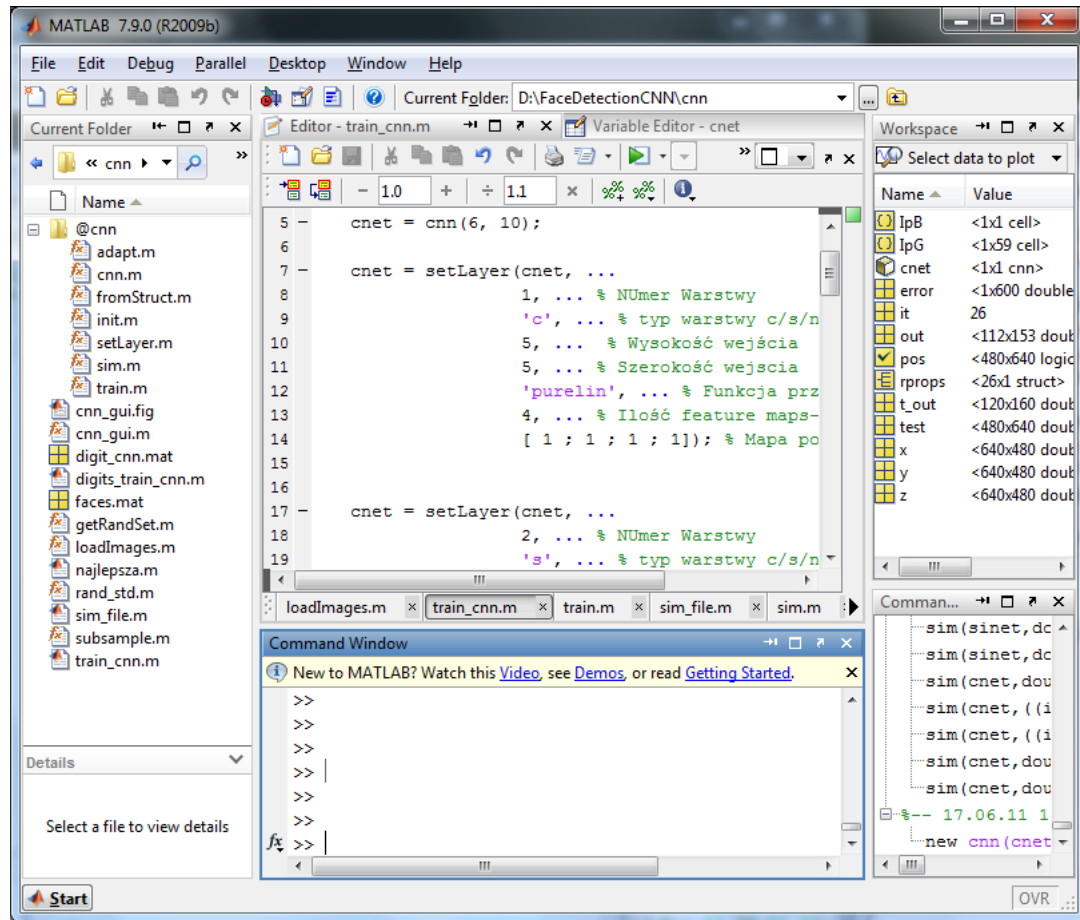 MATLAB 7.9.0 (R2009b)
File Edit Debug Parallel Desktop Window Help
Current Folder: D:\FaceDetectionCNN\cnn
Current Folder
« cnn
Name
@cnn
adapt.m
cnn.m
fromStruct.m
init.m
setLayer.m
sim.m
train.m
cnn_gui.fig
cnn_gui.m
digit_cnn.mat
digits_train_cnn.m
faces.mat
getRandSet.m
loadImages.m
najlepsza.m
rand_std.m
sim_file.m
subsample.m
train_cnn.m
Details
Select a file to view details
Editor - train_cnn.m
Variable Editor - cnet
− 1.0 + ÷ 1.1 ×
5 − cnet = cnn(6, 10);
6
7 − cnet = setLayer(cnet, ...
8 1, ... % NUmer Warstwy
9 'c', ... % typ warstwy c/s/n
10 5, ... % Wysokość wejścia
11 5, ... % Szerokość wejscia
12 'purelin', ... % Funkcja prz
13 4, ... % Ilość feature maps-
14 [ 1 ; 1 ; 1 ; 1]); % Mapa po
15
16
17 − cnet = setLayer(cnet, ...
18 2, ... % NUmer Warstwy
19 's', ... % typ warstwy c/s/n
loadImages.m × train_cnn.m × train.m × sim_file.m × sim.m
Command Window
New to MATLAB? Watch this Video, see Demos, or read Getting Started.
>>
>>
>>
>>
>>
>>
fx >>
Workspace
Select data to plot
Name Value
IpB <1x1 cell>
IpG <1x59 cell>
cnet <1x1 cnn>
error <1x600 double
it 26
out <112x153 doub
pos <480x640 logic
rprops <26x1 struct>
t_out <120x160 doub
test <480x640 doub
x <640x480 doub
y <640x480 doub
z <640x480 doub
Comman...
sim(sinet,dc
sim(sinet,dc
sim(cnet,dou
sim(cnet,((i
sim(cnet,((i
sim(cnet,dou
sim(cnet,dou
%-- 17.06.11 1
new cnn(cnet
Start
OVR